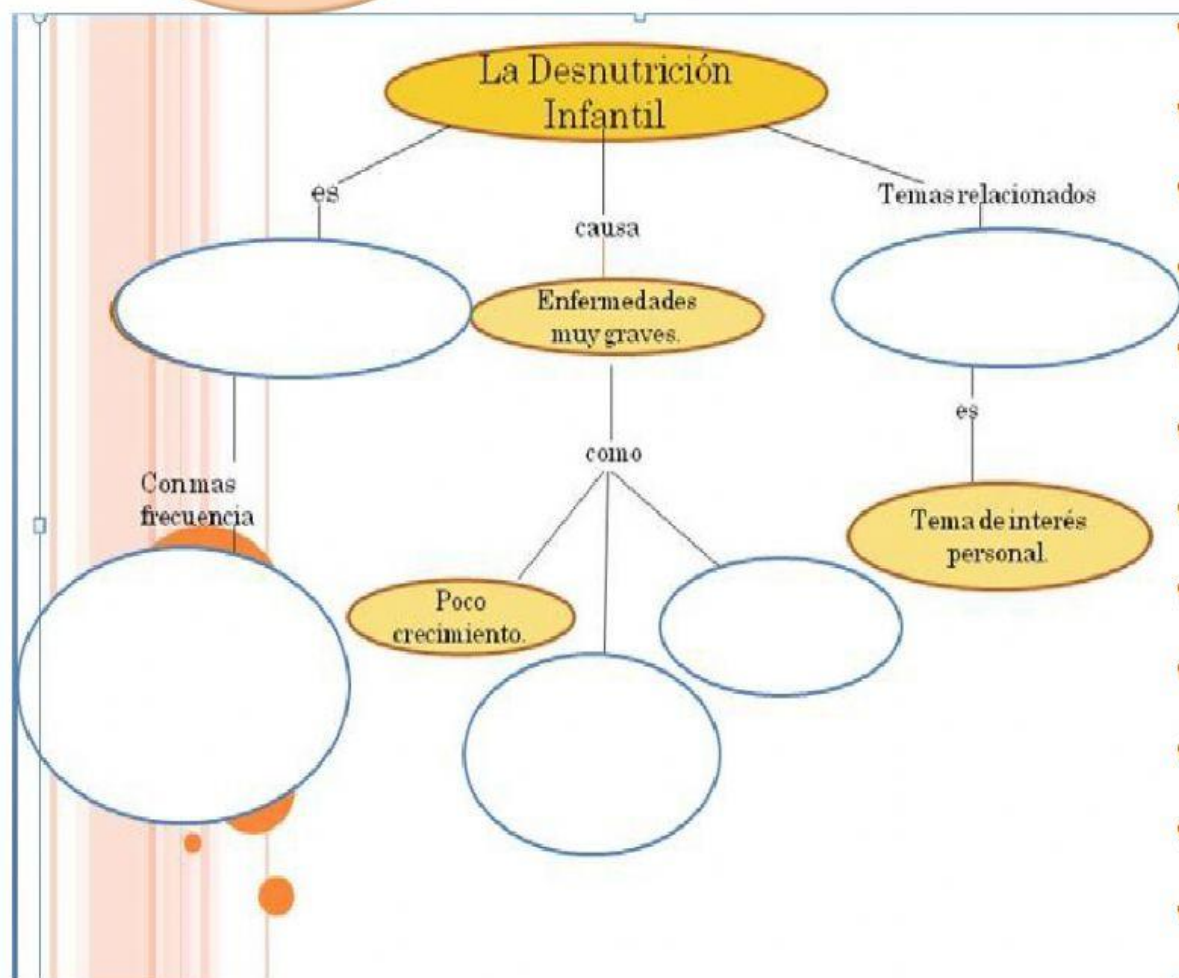 La Desnutrición
Infantil
es
causa
Temas relacionados
Enfermedades
muy graves.
como
es
Con mas
frecuencia
Tema de interés
personal.
Poco
crecimiento.